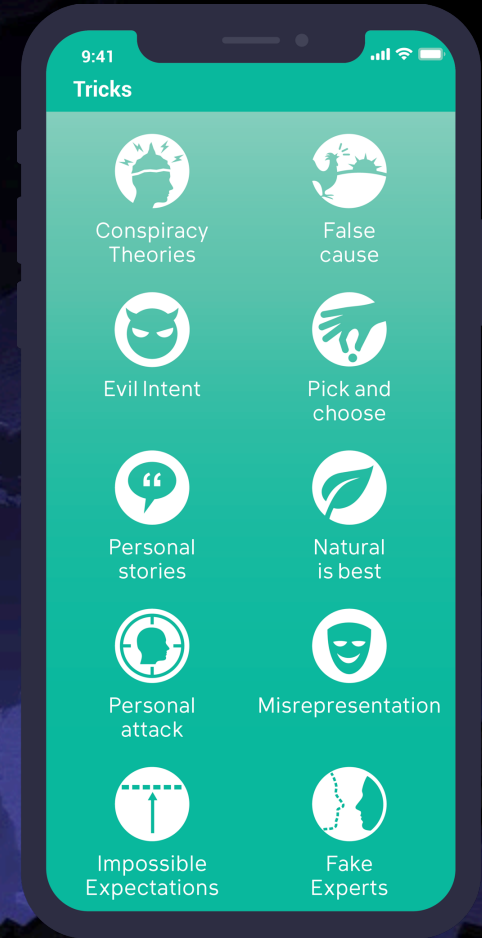 9:41
Tricks
Conspiracy
Theories
False
cause
Evil Intent
Pick and
choose
Personal
stories
Natural
is best
Personal
attack
Misrepresentation
Impossible
Expectations
Fake
Experts